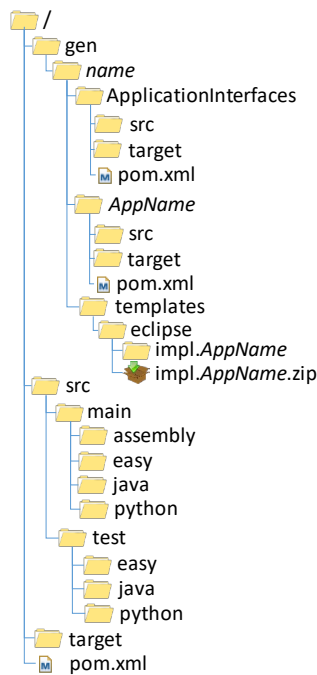 /
gen
name
ApplicationInterfaces
src
target
pom.xml
AppName
src
target
pom.xml
templates
eclipse
impl.AppName
impl.AppName.zip
src
main
assembly
easy
java
python
test
easy
java
python
target
pom.xml